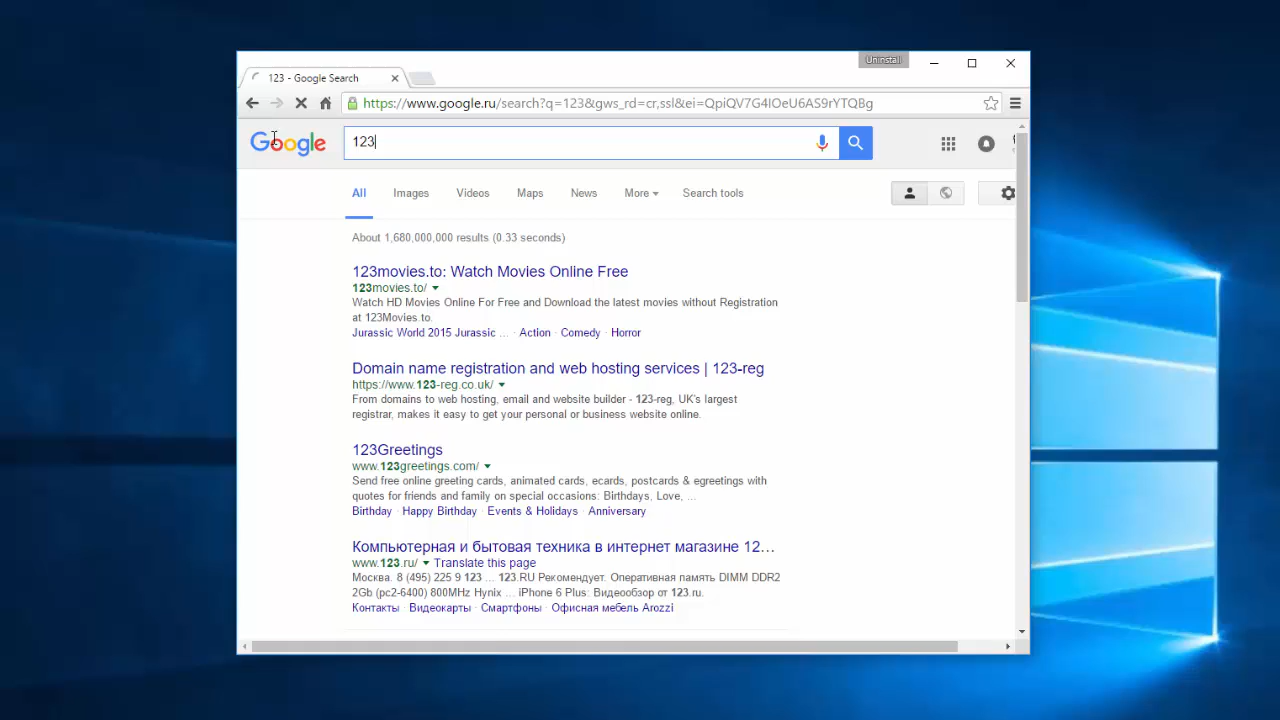 Uninstall
123 - Google Search
https://www.google.ru/search?q=123&gws_rd=cr,ssl&ei=QpiQV7G4IOeU6AS9rYTQBg
Google 123
All Images Videos Maps News More Search tools
About 1,680,000,000 results (0.33 seconds)
123movies.to: Watch Movies Online Free
123movies.to/
Watch HD Movies Online For Free and Download the latest movies without Registration
at 123Movies.to.
Jurassic World 2015 Jurassic ... · Action · Comedy · Horror
Domain name registration and web hosting services | 123-reg
https://www.123-reg.co.uk/
From domains to web hosting, email and website builder - 123-reg, UK's largest
registrar, makes it easy to get your personal or business website online.
123Greetings
www.123greetings.com/
Send free online greeting cards, animated cards, ecards, postcards & egreetings with
quotes for friends and family on special occasions: Birthdays, Love, ...
Birthday · Happy Birthday · Events & Holidays · Anniversary
Компьютерная и бытовая техника в интернет магазине 12...
www.123.ru/ Translate this page
Москва. 8 (495) 225 9 123 ... 123.RU Рекомендует. Оперативная память DIMM DDR2
2Gb (pc2-6400) 800MHz Hynix ... iPhone 6 Plus: Видеообзор от 123.ru.
Контакты · Видеокарты · Смартфоны · Офисная мебель Arozzi